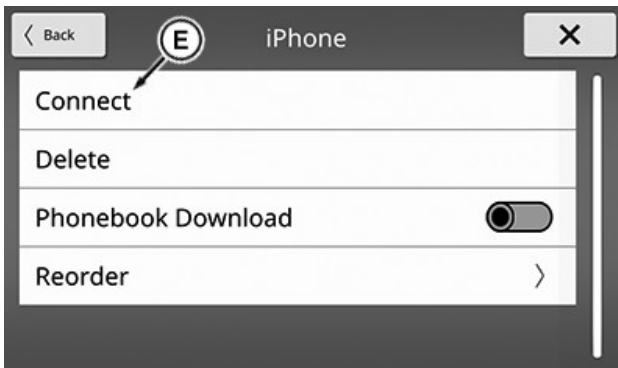 Back
E
iPhone
Connect
Delete
Phonebook Download
Reorder